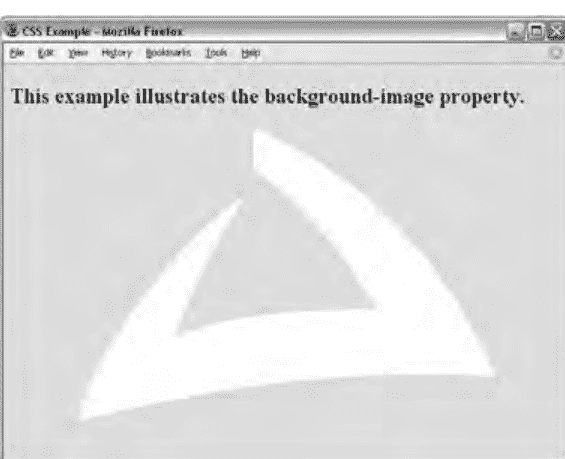 CSS Example - Mozilla Firefox
File Edit View History Bookmarks Tools Help
This example illustrates the background-image property.